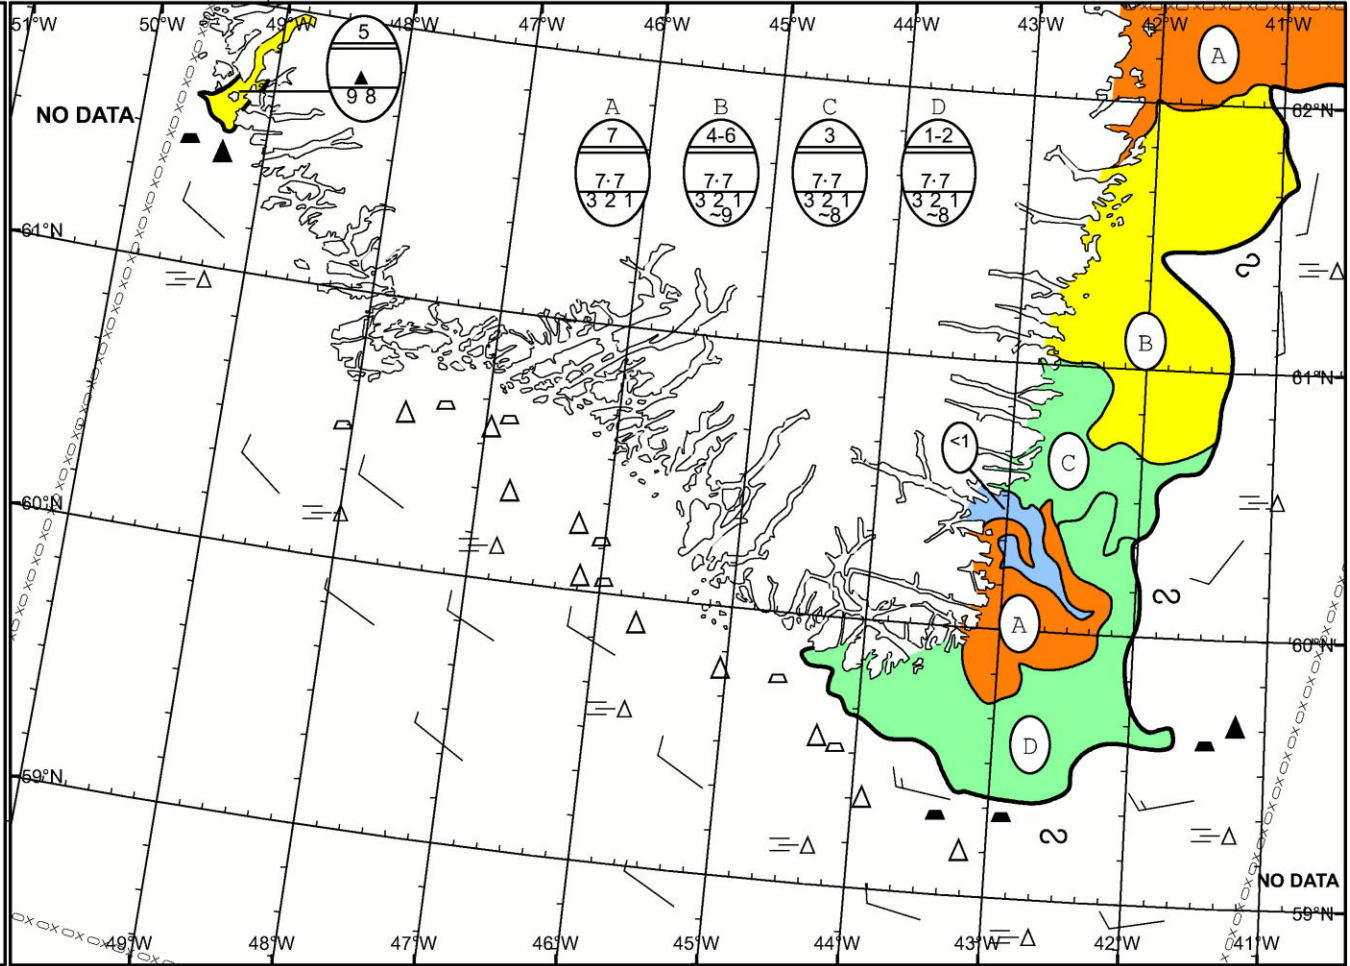 51°W 50°W 49°W 48°W 47°W 46°W 45°W 44°W 43°W 42°W 41°W
5
9 8
A
62°N
NO DATA
A B C D
7 4-6 3 1-2
7·7 7·7 7·7 7·7
3 2 1 3 2 1 3 2 1 3 2 1
~9 ~8 ~8
61°N
B
61°N
<1
C
60°N
A
60°N
D
59°N
NO DATA
59°N
49°W 48°W 47°W 46°W 45°W 44°W 43°W 42°W 41°W